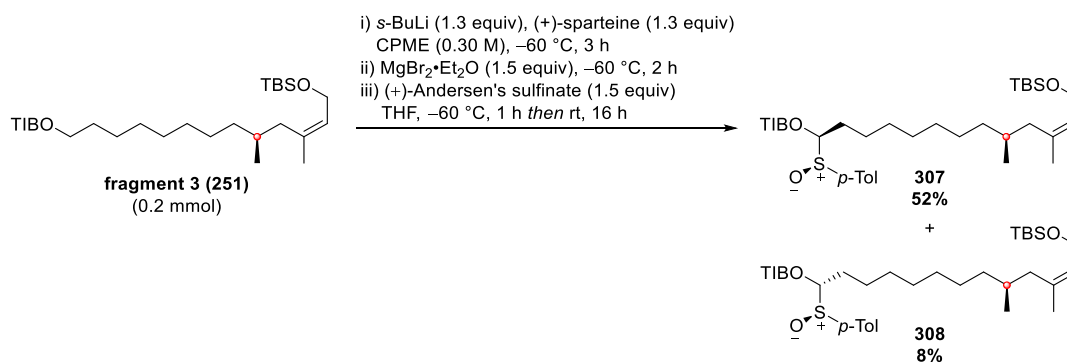 i) s-BuLi (1.3 equiv), (+)-sparteine (1.3 equiv)
CPME (0.30 M), –60 °C, 3 h
ii) MgBr2•Et2O (1.5 equiv), –60 °C, 2 h
iii) (+)-Andersen's sulfinate (1.5 equiv)
THF, –60 °C, 1 h then rt, 16 h
TBSO
TIBO
fragment 3 (251)
(0.2 mmol)
TBSO
TIBO
S
+
O
–
p-Tol
307
52%
+
TBSO
TIBO
S
+
O
–
p-Tol
308
8%